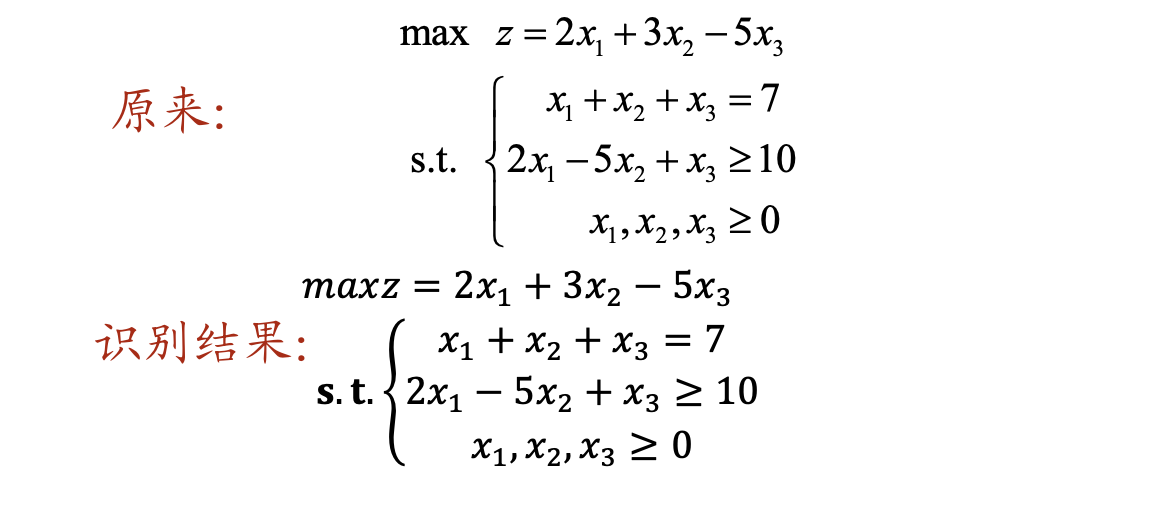 max z = 2x₁ + 3x₂ − 5x₃
原来:
x₁ + x₂ + x₃ = 7
s.t. { 2x₁ − 5x₂ + x₃ ≥ 10
x₁, x₂, x₃ ≥ 0
maxz = 2x₁ + 3x₂ − 5x₃
识别结果:
x₁ + x₂ + x₃ = 7
s.t. { 2x₁ − 5x₂ + x₃ ≥ 10
x₁, x₂, x₃ ≥ 0